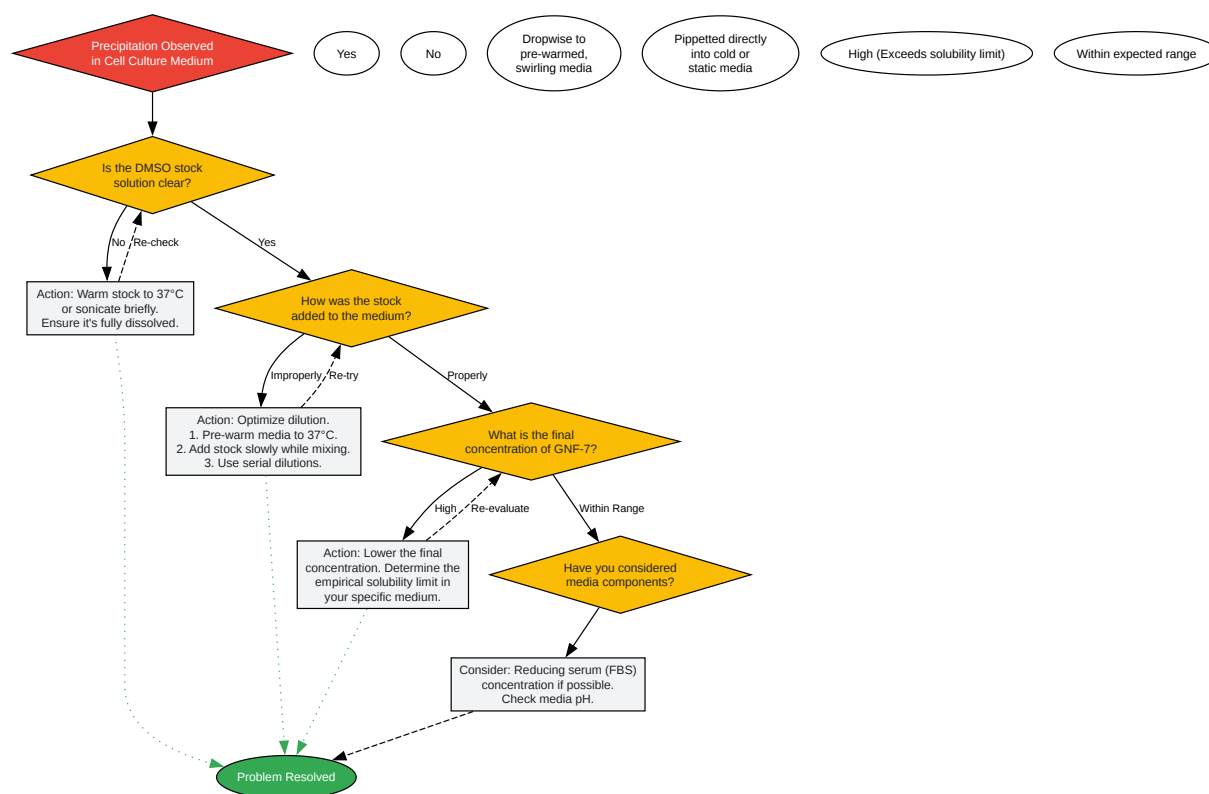 Precipitation Observed
in Cell Culture Medium
Yes
No
Dropwise to
pre-warmed,
swirling media
Pippetted directly
into cold or
static media
High (Exceeds solubility limit)
Within expected range
Is the DMSO stock
solution clear?
No
Re-check
Yes
Action: Warm stock to 37°C
or sonicate briefly.
Ensure it's fully dissolved.
How was the stock
added to the medium?
Improperly
Re-try
Properly
Action: Optimize dilution.
1. Pre-warm media to 37°C.
2. Add stock slowly while mixing.
3. Use serial dilutions.
What is the final
concentration of GNF-7?
High
Re-evaluate
Within Range
Action: Lower the final
concentration. Determine the
empirical solubility limit in
your specific medium.
Have you considered
media components?
Consider: Reducing serum (FBS)
concentration if possible.
Check media pH.
Problem Resolved